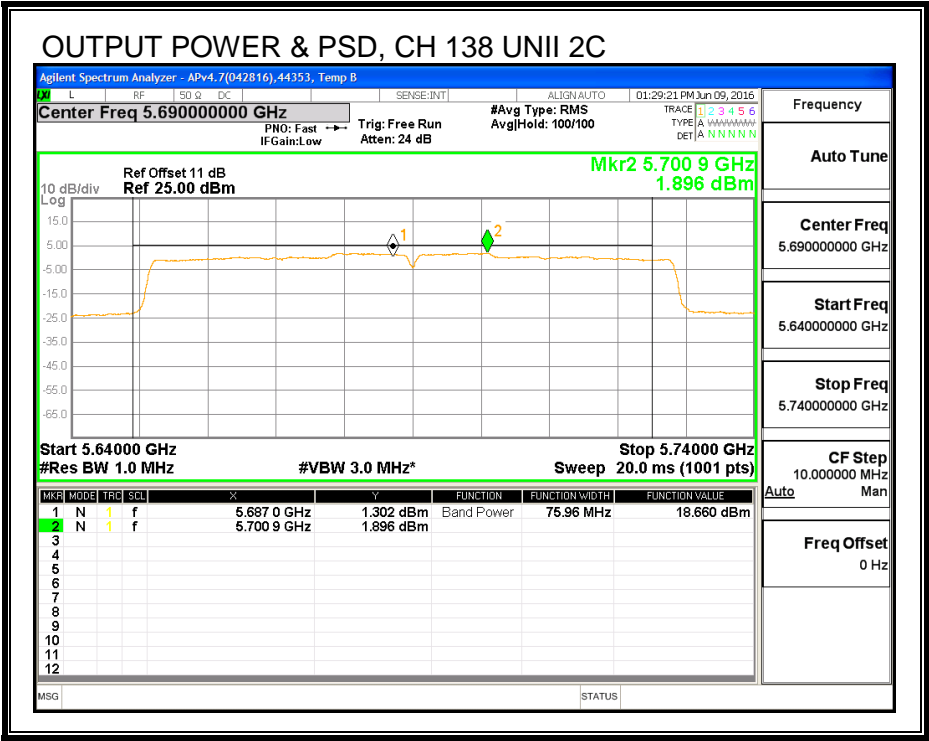 OUTPUT POWER & PSD, CH 138 UNII 2C
Agilent Spectrum Analyzer - APv4.7(042816),44353, Temp B
LXI L RF 50 Ω DC SENSE:INT ALIGN AUTO 01:29:21 PM Jun 09, 2016
Center Freq 5.690000000 GHz
PNO: Fast
IFGain:Low
Trig: Free Run
Atten: 24 dB
#Avg Type: RMS
Avg|Hold: 100/100
TRACE 1 2 3 4 5 6
TYPE A WWWWW
DET A N N N N N
Ref Offset 11 dB
10 dB/div Ref 25.00 dBm
Log
Mkr2 5.700 9 GHz
1.896 dBm
15.0
5.00
-5.00
-15.0
-25.0
-35.0
-45.0
-55.0
-65.0
1
2
Start 5.64000 GHz Stop 5.74000 GHz
#Res BW 1.0 MHz #VBW 3.0 MHz* Sweep 20.0 ms (1001 pts)
MKR MODE TRC SCL X Y FUNCTION FUNCTION WIDTH FUNCTION VALUE
1 N 1 f 5.687 0 GHz 1.302 dBm Band Power 75.96 MHz 18.660 dBm
2 N 1 f 5.700 9 GHz 1.896 dBm
3
4
5
6
7
8
9
10
11
12
MSG STATUS
Frequency
Auto Tune
Center Freq
5.690000000 GHz
Start Freq
5.640000000 GHz
Stop Freq
5.740000000 GHz
CF Step
10.000000 MHz
Auto Man
Freq Offset
0 Hz